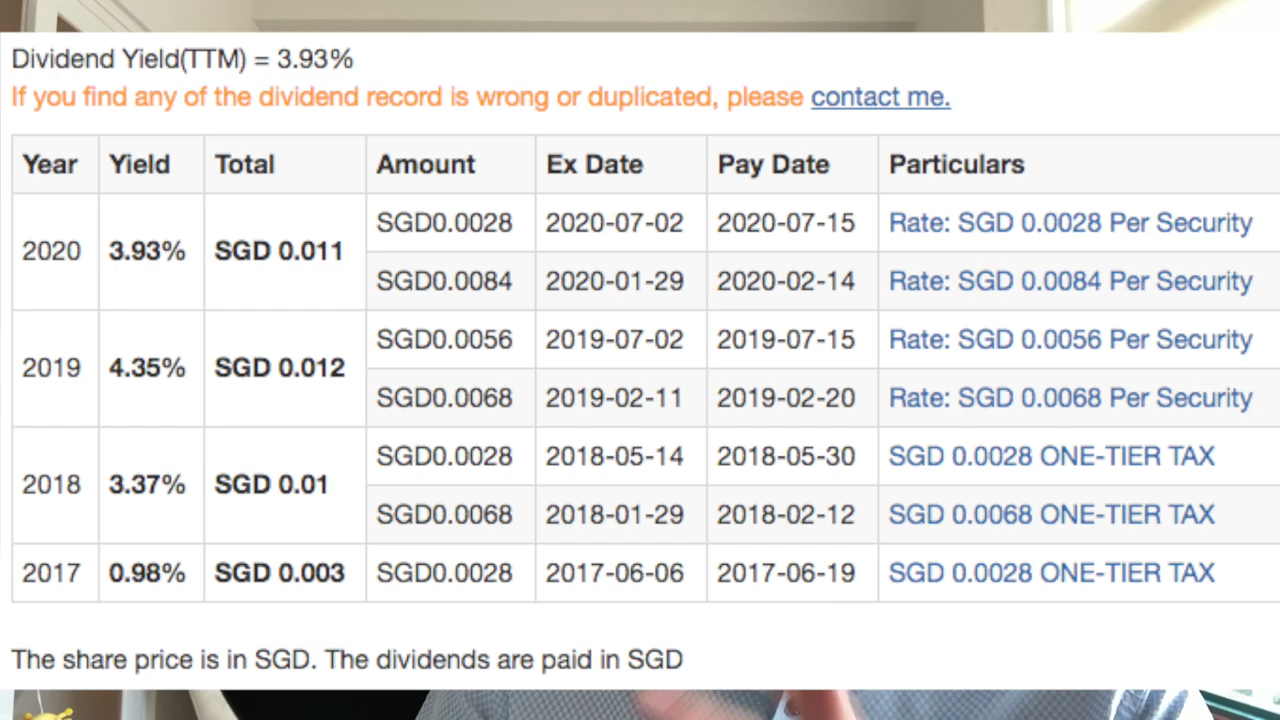 Dividend Yield(TTM) = 3.93%
If you find any of the dividend record is wrong or duplicated, please contact me.
Year Yield Total Amount Ex Date Pay Date Particulars
2020 3.93% SGD 0.011 SGD0.0028 2020-07-02 2020-07-15 Rate: SGD 0.0028 Per Security
SGD0.0084 2020-01-29 2020-02-14 Rate: SGD 0.0084 Per Security
2019 4.35% SGD 0.012 SGD0.0056 2019-07-02 2019-07-15 Rate: SGD 0.0056 Per Security
SGD0.0068 2019-02-11 2019-02-20 Rate: SGD 0.0068 Per Security
2018 3.37% SGD 0.01 SGD0.0028 2018-05-14 2018-05-30 SGD 0.0028 ONE-TIER TAX
SGD0.0068 2018-01-29 2018-02-12 SGD 0.0068 ONE-TIER TAX
2017 0.98% SGD 0.003 SGD0.0028 2017-06-06 2017-06-19 SGD 0.0028 ONE-TIER TAX
The share price is in SGD. The dividends are paid in SGD